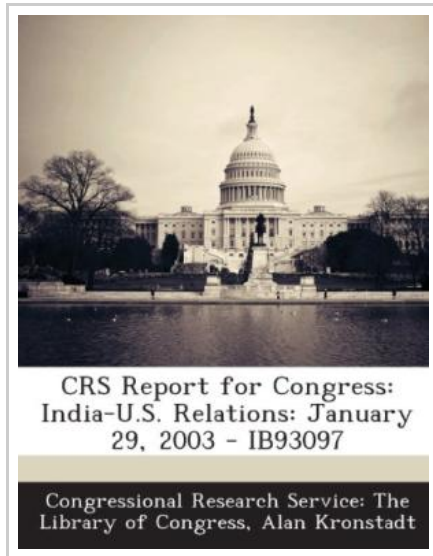 CRS Report for Congress:
India-U.S. Relations: January
29, 2003 - IB93097
Congressional Research Service: The
Library of Congress, Alan Kronstadt